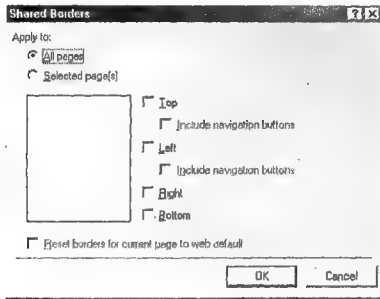 Shared Borders
Apply to:
All pages
Selected page(s)
Top
Include navigation buttons
Left
Include navigation buttons
Right
Bottom
Reset borders for current page to web default
OK
Cancel